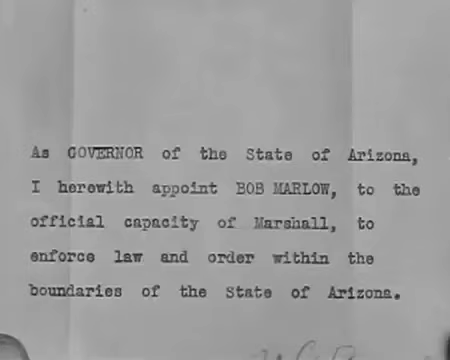 As GOVERNOR of the State of Arizona,
I herewith appoint BOB MARLOW, to the
official capacity of Marshall, to
enforce law and order within the
boundaries of the State of Arizona.